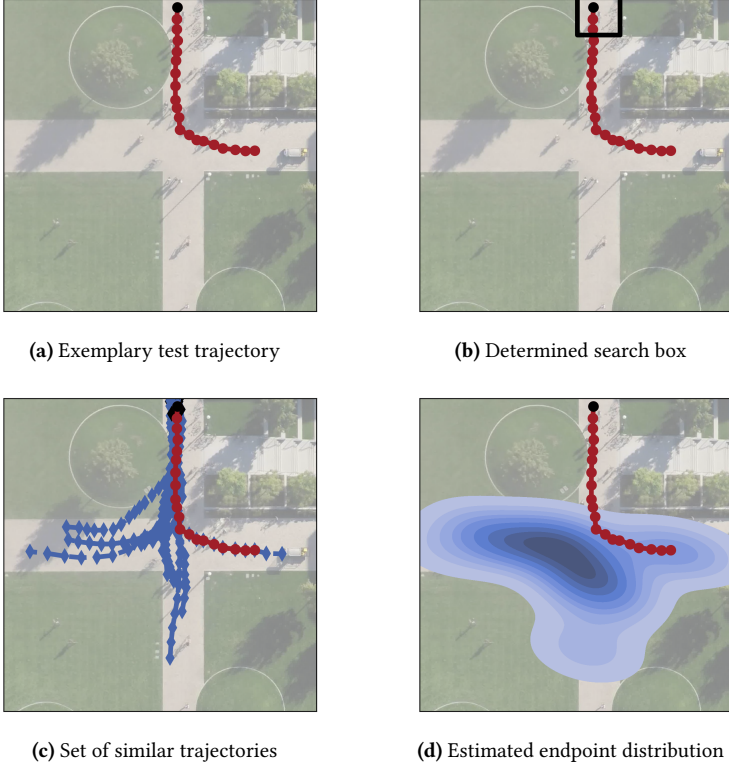 (a) Exemplary test trajectory
(b) Determined search box
(c) Set of similar trajectories
(d) Estimated endpoint distribution